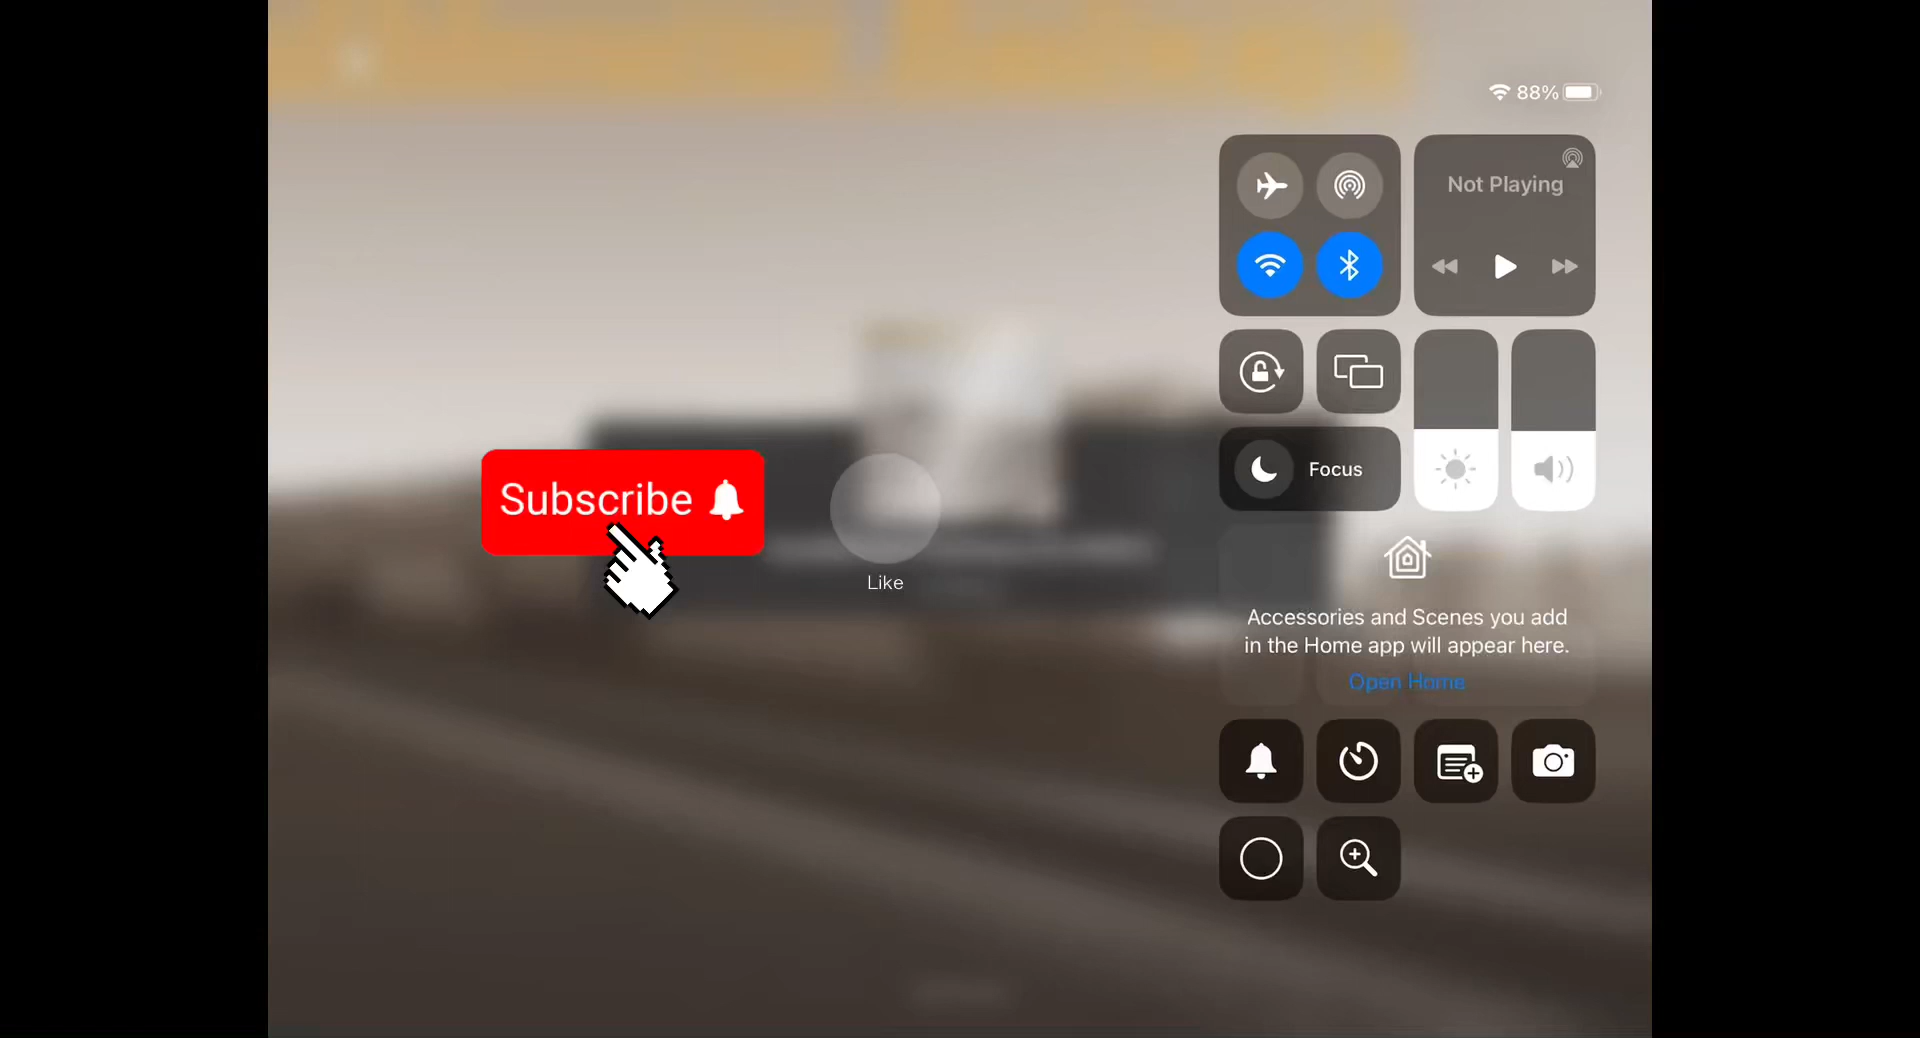 88%
Not Playing
Focus
Subscribe
Like
Accessories and Scenes you add
in the Home app will appear here.
Open Home